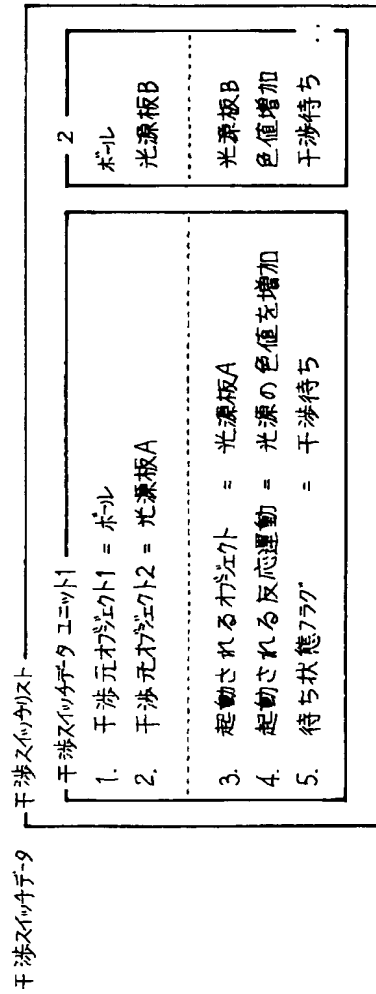 干渉スイッチデータ
干渉スイッチリスト
干渉スイッチデータ ユニット1
1. 干渉元オブジェクト1 = ボール
2. 干渉元オブジェクト2 = 光源板A
3. 起動されるオブジェクト = 光源板A
4. 起動される反応運動 = 光源の色値を増加
5. 待ち状態フラグ = 干渉待ち
2
ボール
光源板B
光源板B
色値増加
干渉待ち
‥